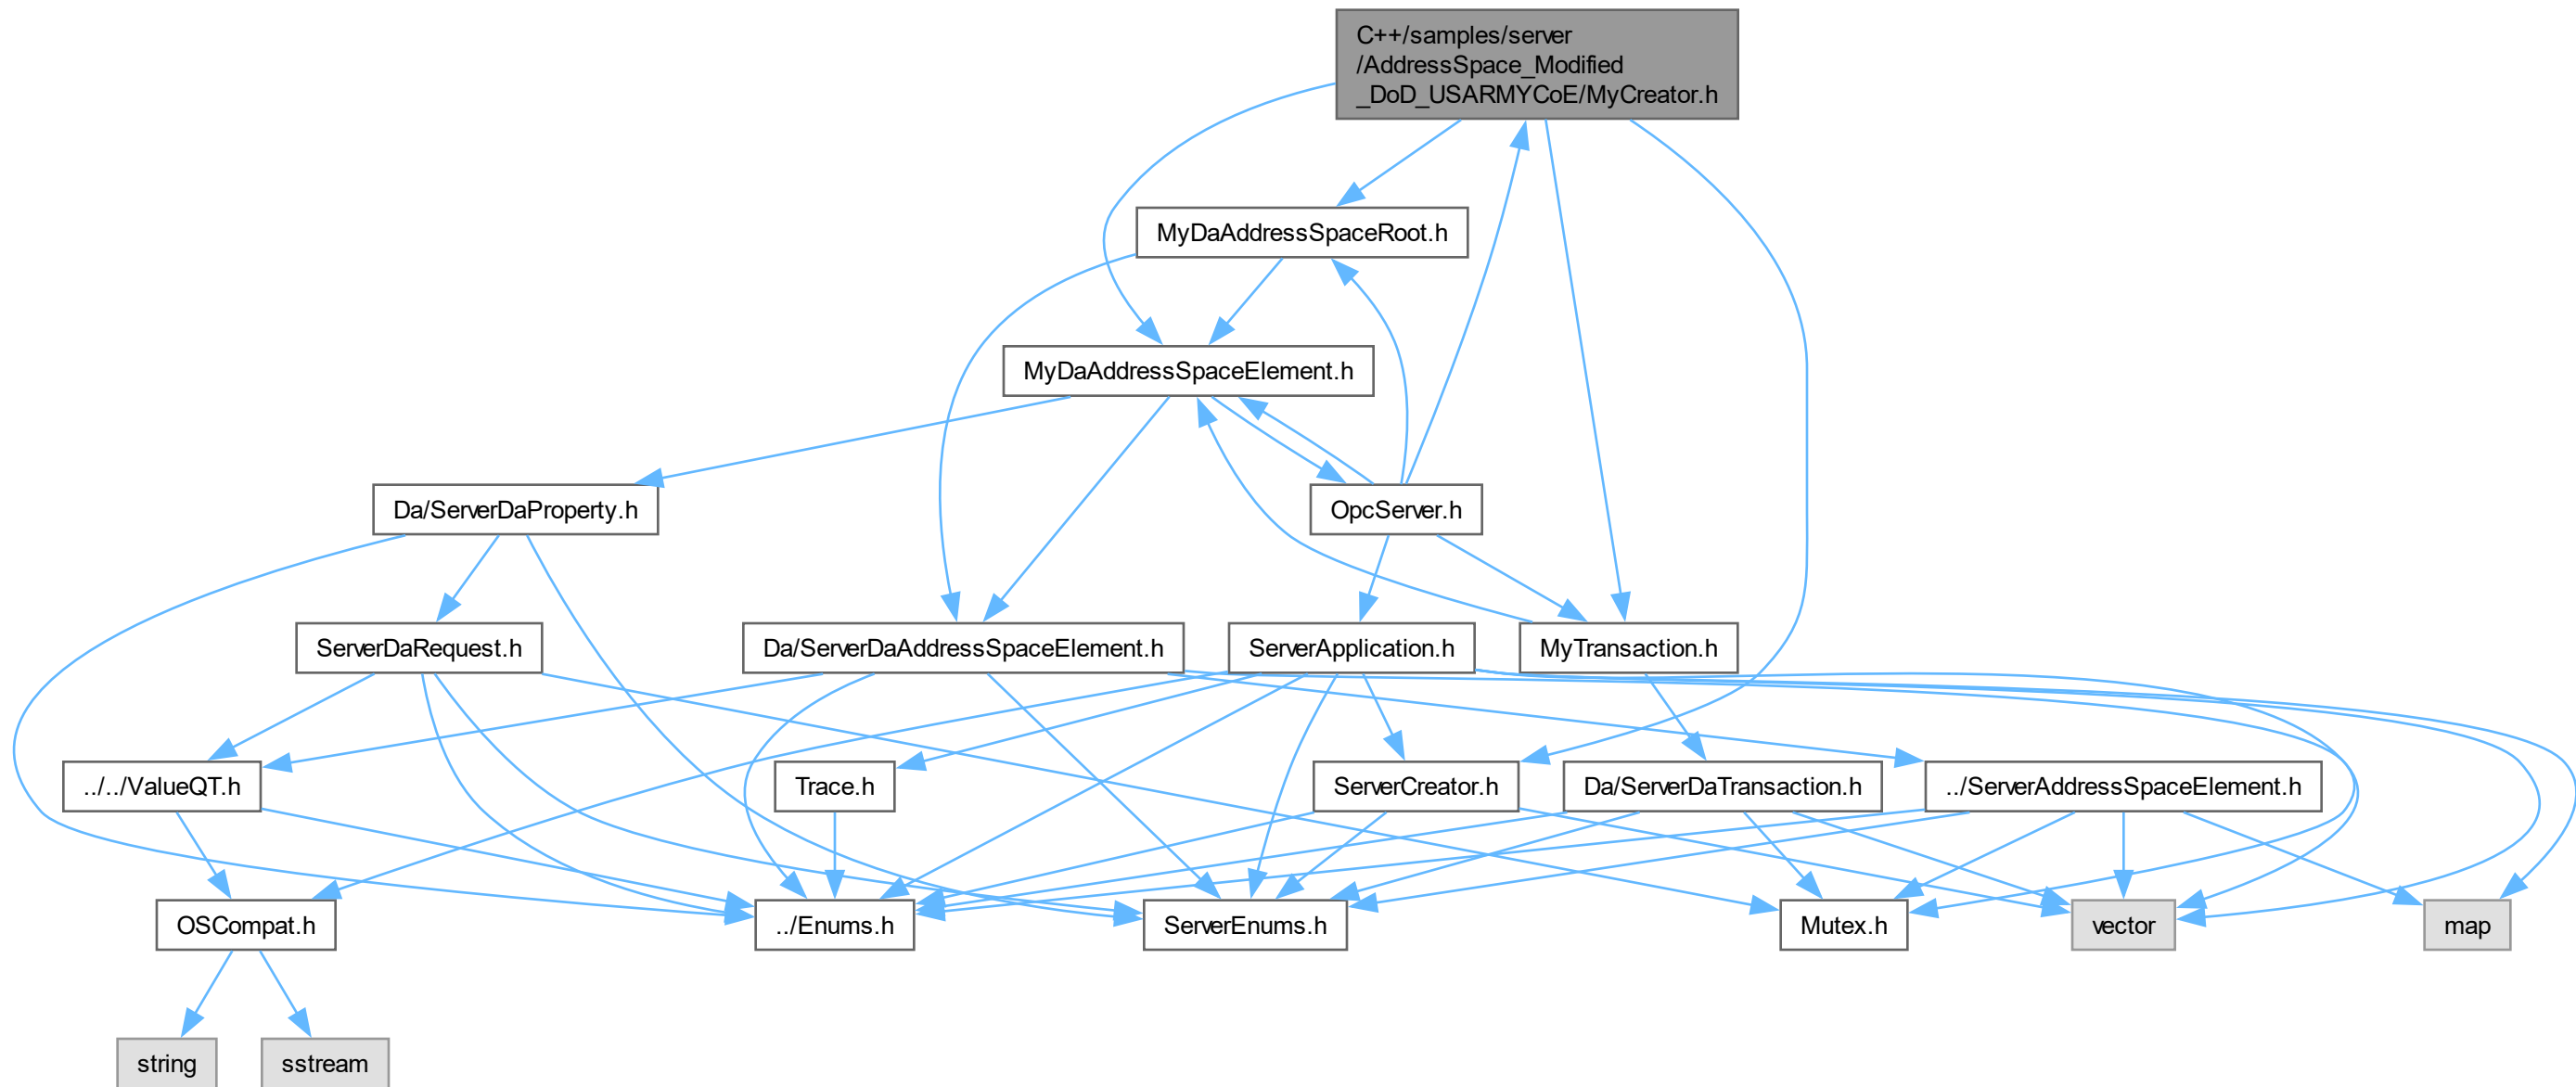 C++/samples/server
/AddressSpace_Modified
_DoD_USARMYCoE/MyCreator.h
MyDaAddressSpaceRoot.h
MyDaAddressSpaceElement.h
Da/ServerDaProperty.h
OpcServer.h
ServerDaRequest.h
Da/ServerDaAddressSpaceElement.h
ServerApplication.h
MyTransaction.h
../../ValueQT.h
Trace.h
ServerCreator.h
Da/ServerDaTransaction.h
../ServerAddressSpaceElement.h
OSCompat.h
../Enums.h
ServerEnums.h
Mutex.h
vector
map
string
sstream